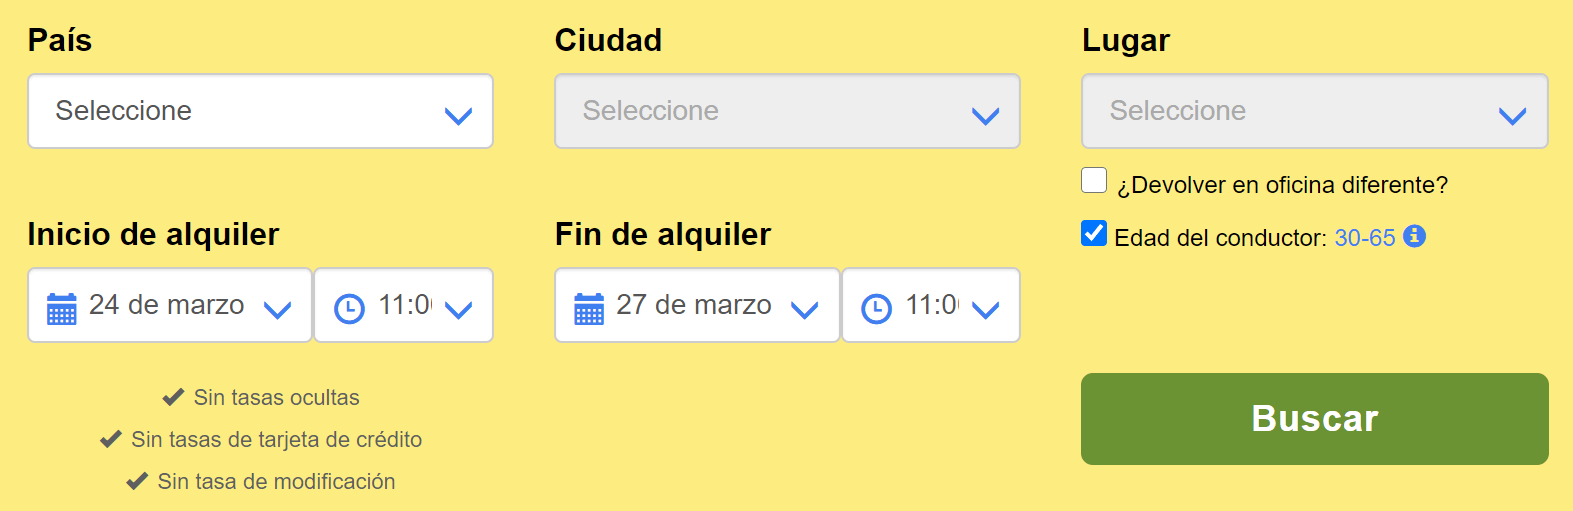 País
Seleccione
Ciudad
Seleccione
Lugar
Seleccione
¿Devolver en oficina diferente?
Edad del conductor: 30-65
Inicio de alquiler
24 de marzo
11:0
Fin de alquiler
27 de marzo
11:0
Sin tasas ocultas
Sin tasas de tarjeta de crédito
Sin tasa de modificación
Buscar